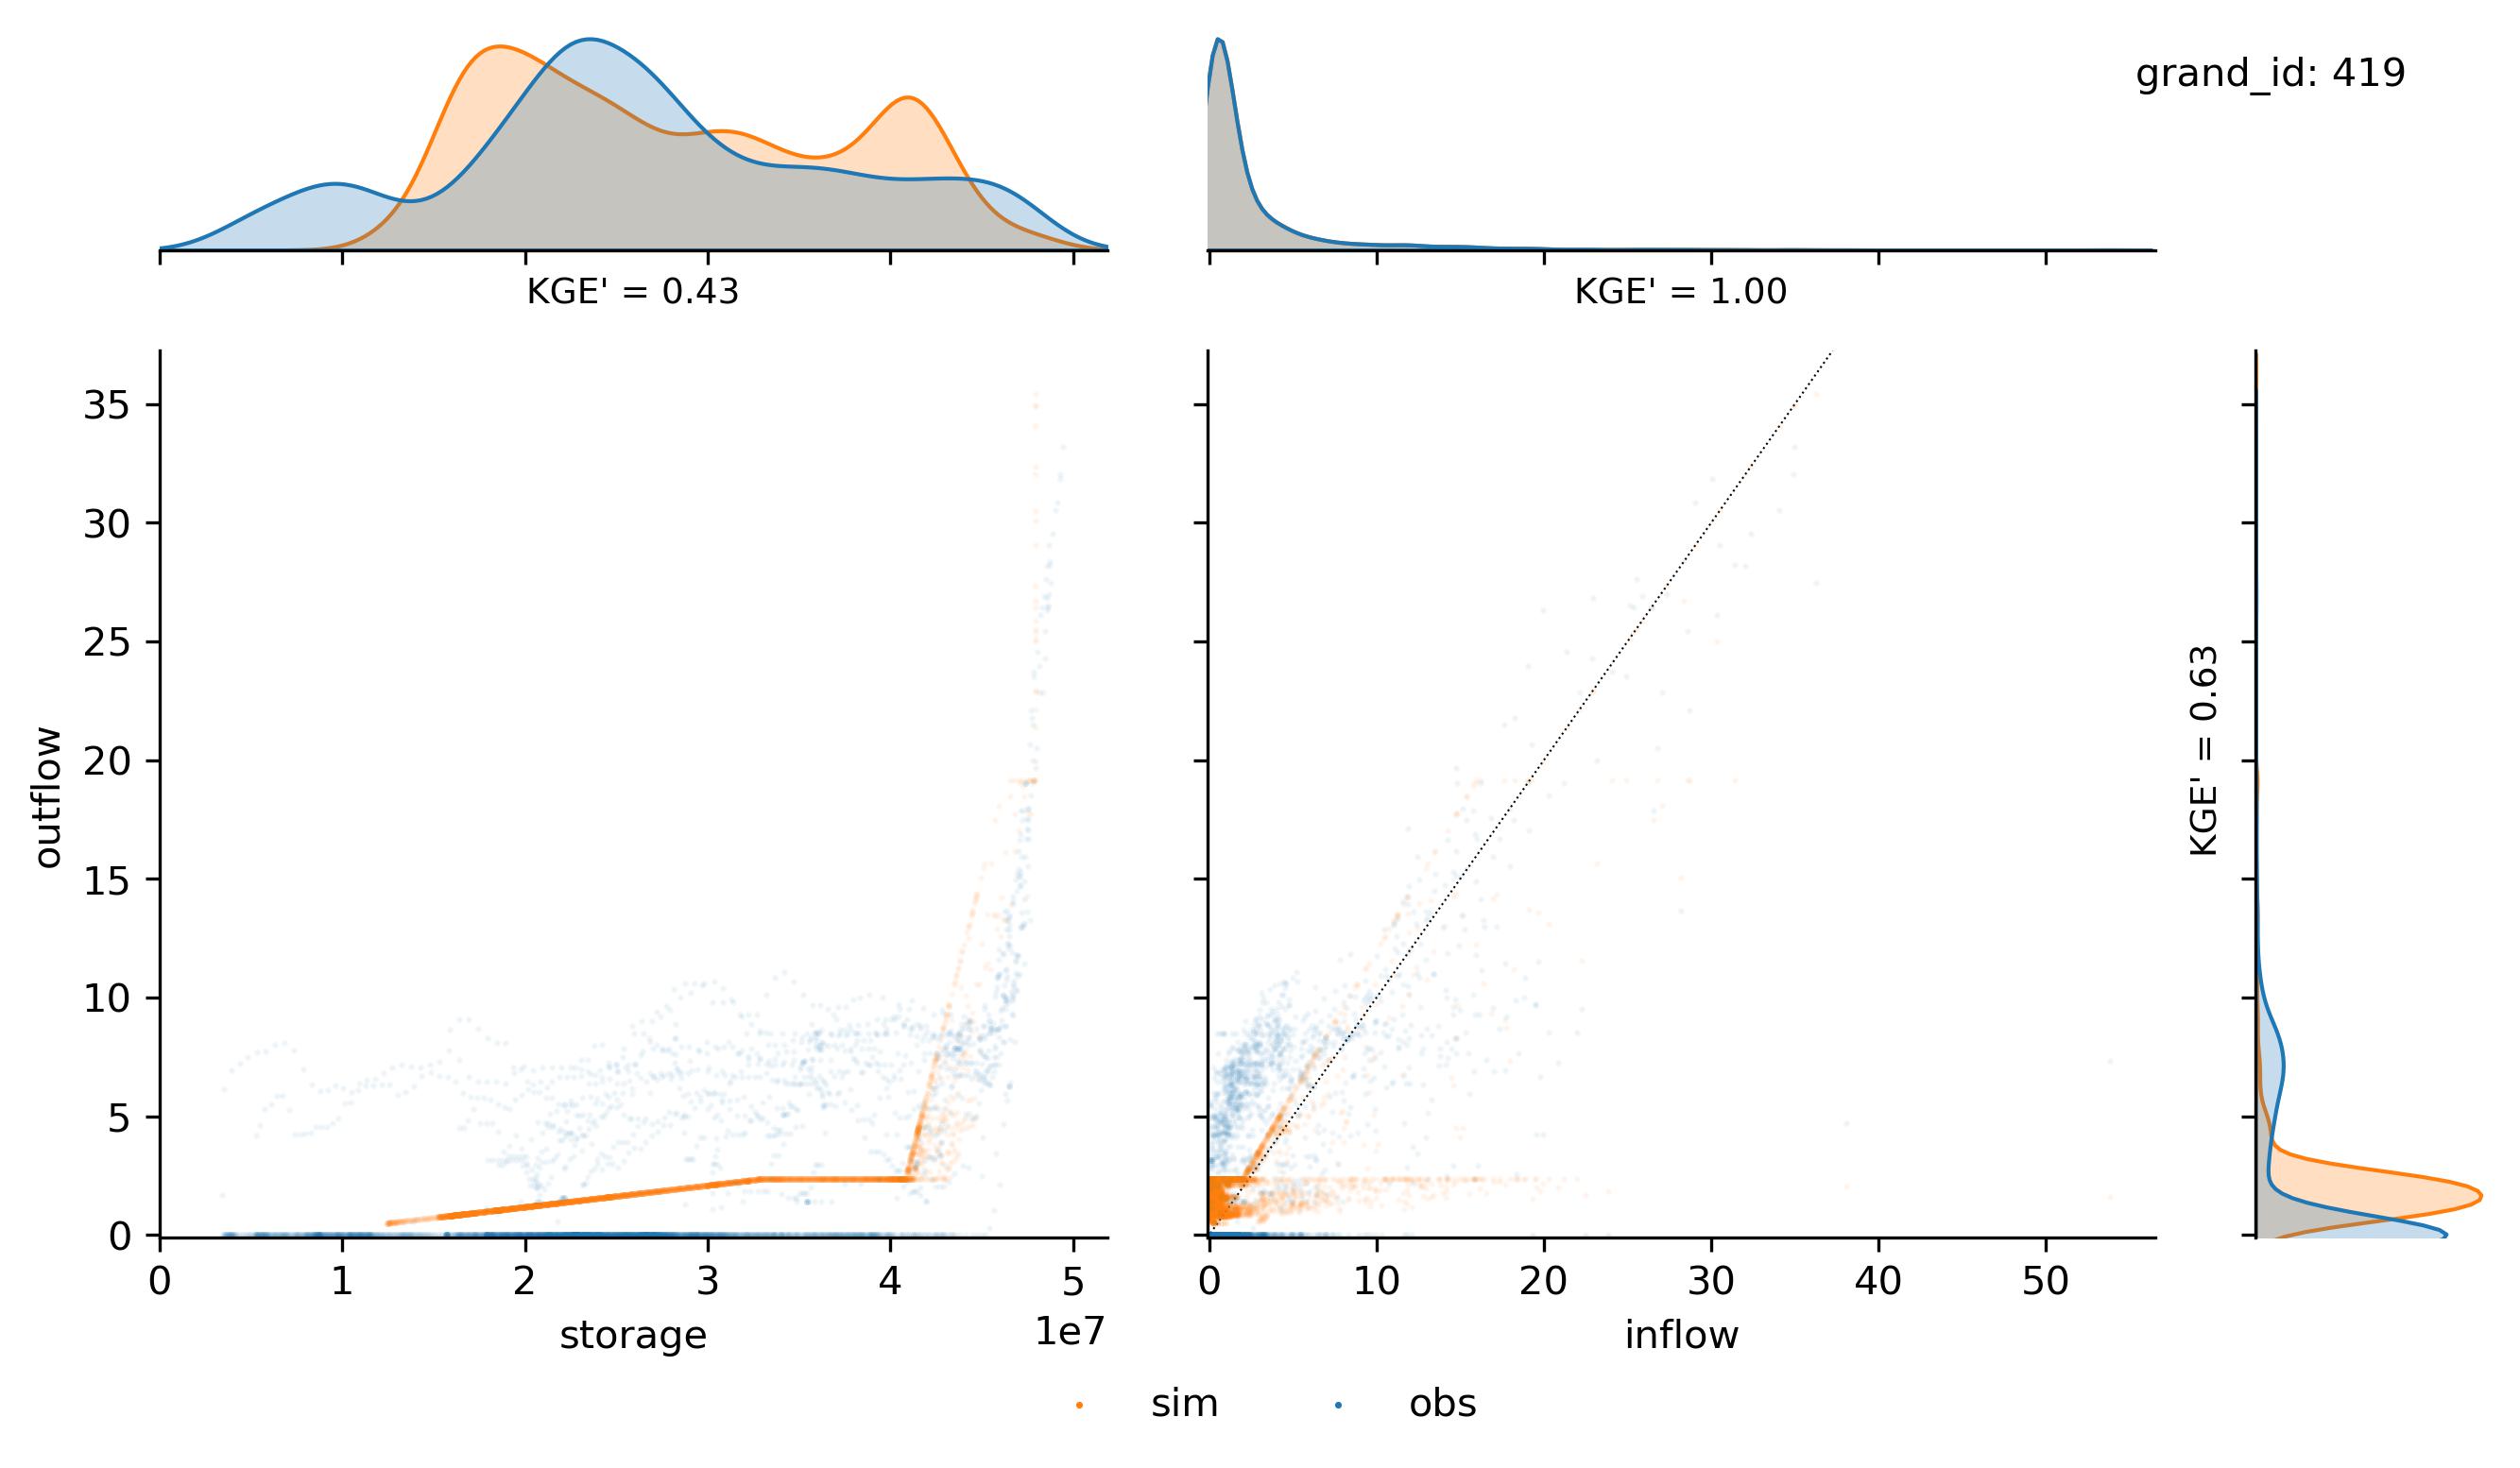 grand_id: 419
KGE' = 0.43
KGE' = 1.00
35
30
25
20
15
10
5
0
outflow
KGE' = 0.63
0 1 2 3 4 5
1e7
storage
0 10 20 30 40 50
inflow
sim obs